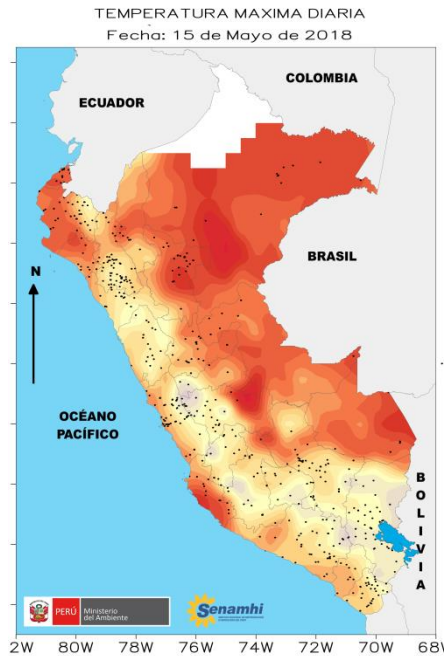 TEMPERATURA MAXIMA DIARIA
Fecha: 15 de Mayo de 2018
COLOMBIA
ECUADOR
BRASIL
N
OCÉANO
PACÍFICO
BOLIVIA
PERÚ
Ministerio
del Ambiente
Senamhi
2W 80W 78W 76W 74W 72W 70W 68W